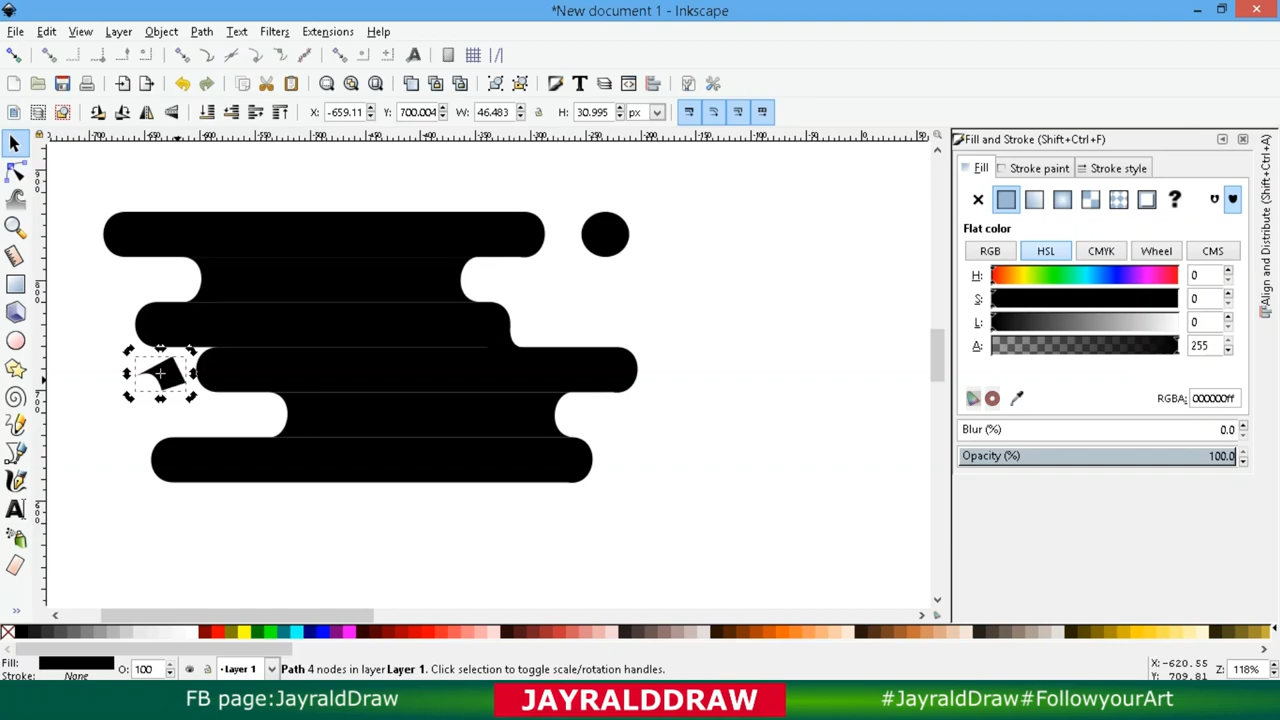 *New document 1 - Inkscape
File Edit View Layer Object Path Text Filters Extensions Help
X: -659.11 Y: 700.004 W: 46.483 H: 30.995 px
Fill and Stroke (Shift+Ctrl+F)
Fill Stroke paint Stroke style
Flat color
RGB HSL CMYK Wheel CMS
H: 0
S: 0
L: 0
A: 255
RGBA: 000000ff
Blur (%) 0.0
Opacity (%) 100.0
Align and Distribute (Shift+Ctrl+A)
Fill: O: 100 Layer 1 Path 4 nodes in layer Layer 1. Click selection to toggle scale/rotation handles. X: -620.55 Z: 118%
Stroke: None Y: 709.81
FB page:JayraldDraw JAYRALDDRAW #JayraldDraw#FollowyourArt